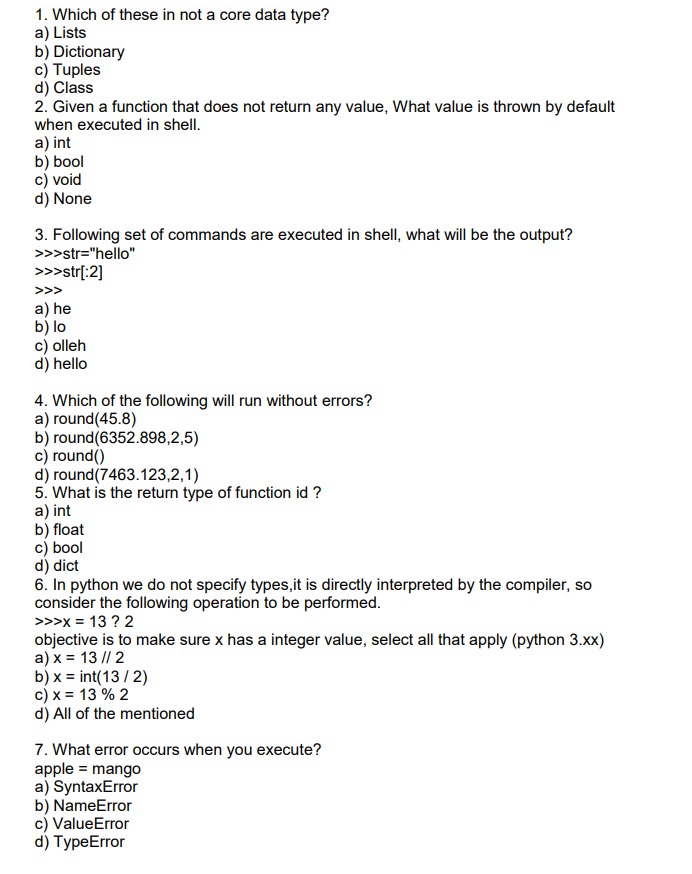 1. Which of these in not a core data type?
a) Lists
b) Dictionary
c) Tuples
d) Class
2. Given a function that does not return any value, What value is thrown by default
when executed in shell.
a) int
b) bool
c) void
d) None
3. Following set of commands are executed in shell, what will be the output?
>>>str="hello"
>>>str[:2]
>>>
a) he
b) lo
c) olleh
d) hello
4. Which of the following will run without errors?
a) round(45.8)
b) round(6352.898,2,5)
c) round()
d) round(7463.123,2,1)
5. What is the return type of function id ?
a) int
b) float
c) bool
d) dict
6. In python we do not specify types,it is directly interpreted by the compiler, so
consider the following operation to be performed.
>>>x = 13 ? 2
objective is to make sure x has a integer value, select all that apply (python 3.xx)
a) x = 13 // 2
b) x = int(13 / 2)
c) x = 13 % 2
d) All of the mentioned
7. What error occurs when you execute?
apple = mango
a) SyntaxError
b) NameError
c) ValueError
d) TypeError